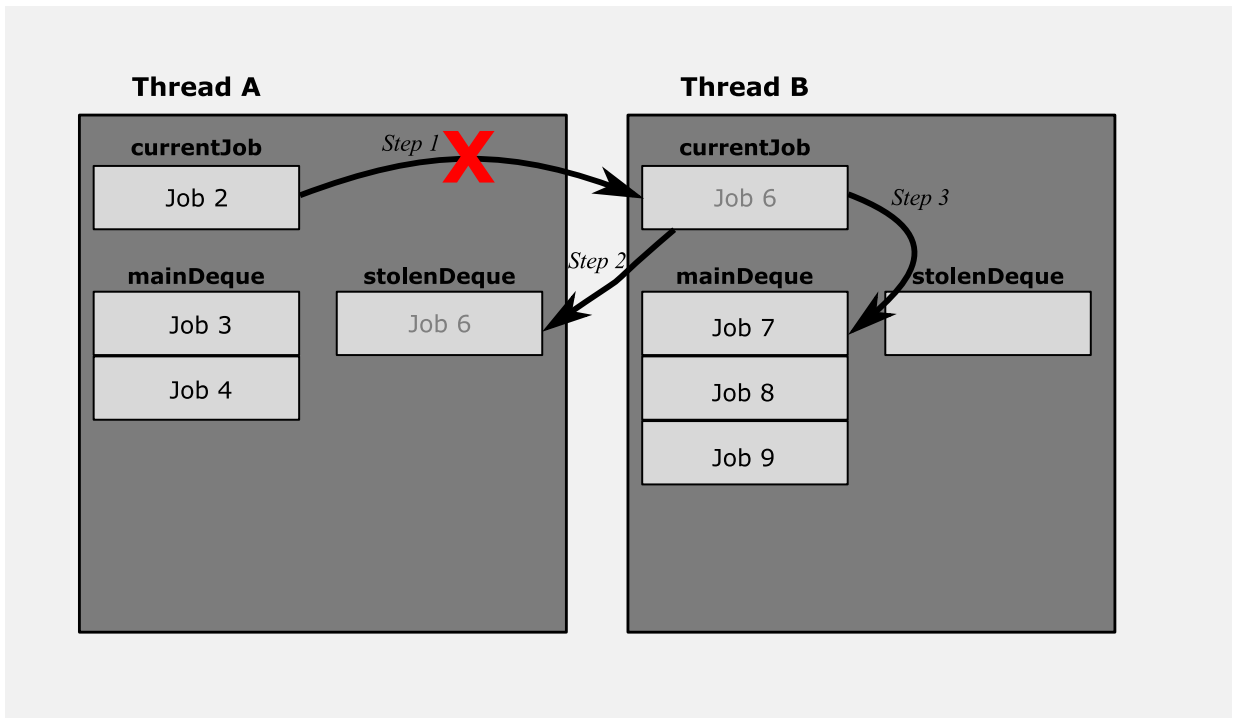 Thread A
Thread B
currentJob
Step 1
X
currentJob
Job 2
Job 6
Step 3
Step 2
mainDeque
stolenDeque
mainDeque
stolenDeque
Job 3
Job 6
Job 7
Job 4
Job 8
Job 9